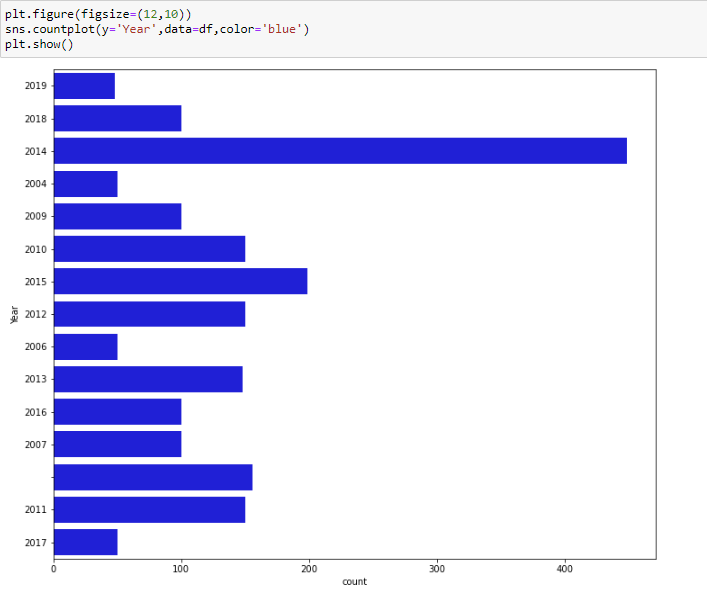 plt.figure(figsize=(12,10))
sns.countplot(y='Year',data=df,color='blue')
plt.show()
2019
2018
2014
2004
2009
2010
2015
2012
2006
2013
2016
2007
2011
2017
Year
0 100 200 300 400
count